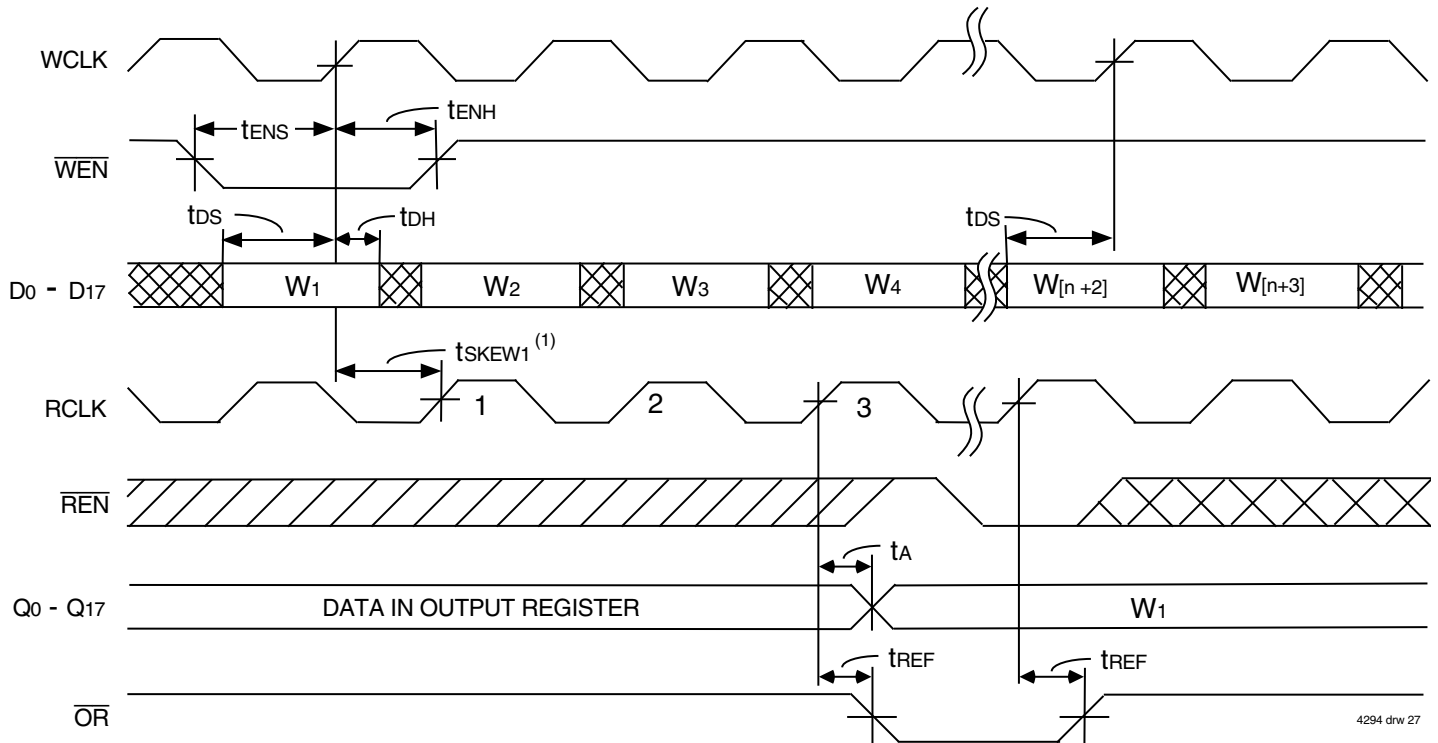 WCLK
tENS
tENH
WEN
tDS
tDH
tDS
D0 - D17
W1
W2
W3
W4
W[n +2]
W[n+3]
tSKEW1 (1)
RCLK
1
2
3
REN
tA
Q0 - Q17
DATA IN OUTPUT REGISTER
W1
tREF
tREF
OR
4294 drw 27